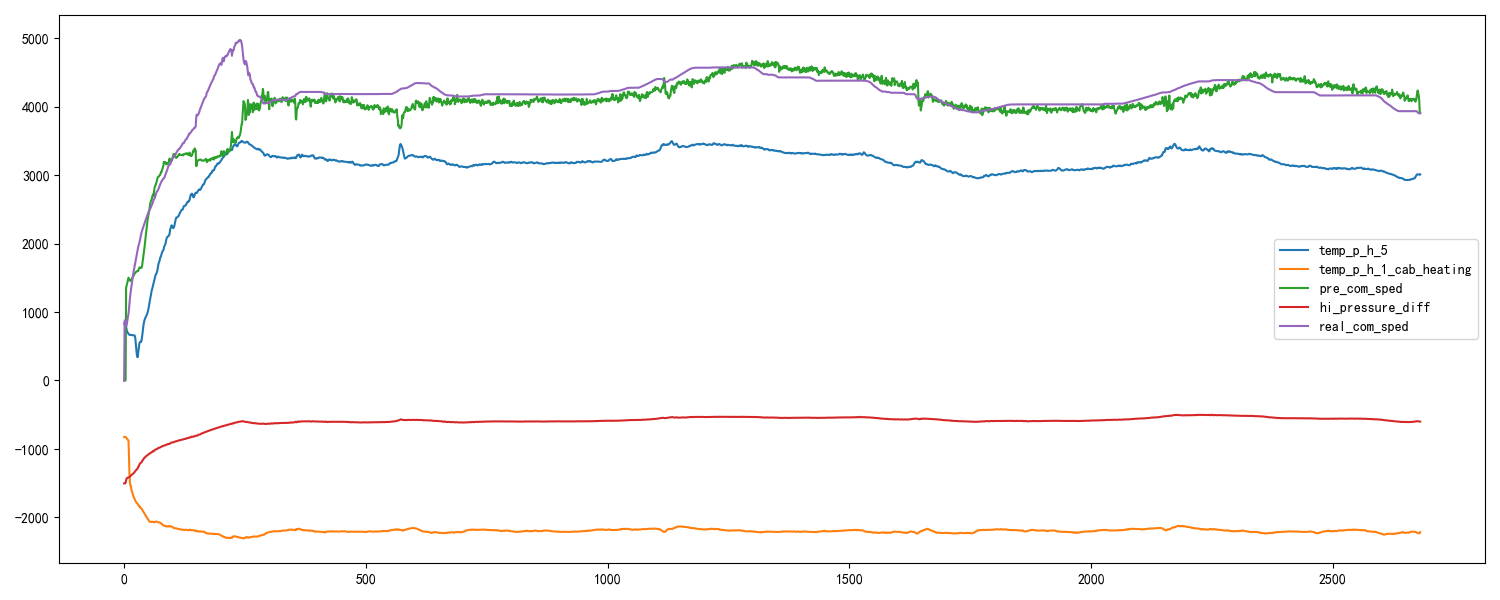 5000
4000
3000
2000
1000
0
−1000
−2000
0
500
1000
1500
2000
2500
temp_p_h_5
temp_p_h_1_cab_heating
pre_com_sped
hi_pressure_diff
real_com_sped